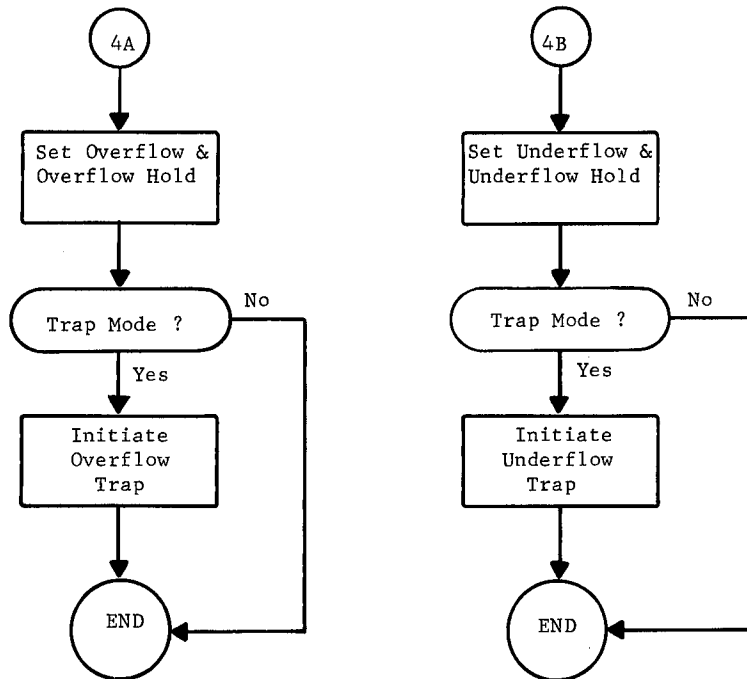 4A
Set Overflow &
Overflow Hold
Trap Mode ?
No
Yes
Initiate
Overflow
Trap
END
4B
Set Underflow &
Underflow Hold
Trap Mode ?
No
Yes
Initiate
Underflow
Trap
END